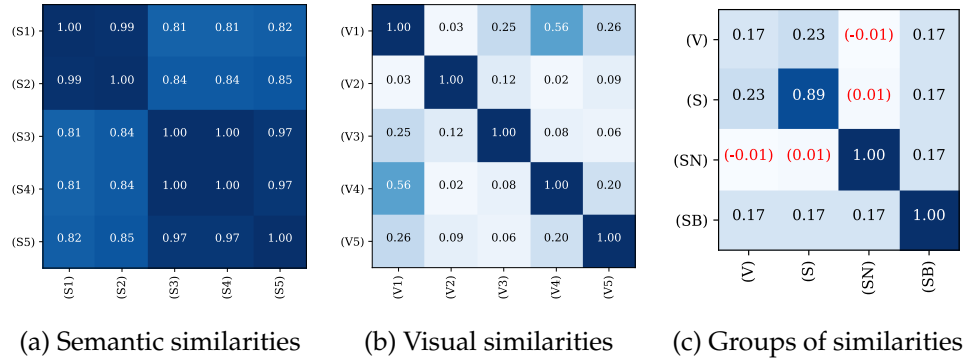 (S1) 1.00 0.99 0.81 0.81 0.82
(S2) 0.99 1.00 0.84 0.84 0.85
(S3) 0.81 0.84 1.00 1.00 0.97
(S4) 0.81 0.84 1.00 1.00 0.97
(S5) 0.82 0.85 0.97 0.97 1.00
(S1) (S2) (S3) (S4) (S5)
(a) Semantic similarities
(V1) 1.00 0.03 0.25 0.56 0.26
(V2) 0.03 1.00 0.12 0.02 0.09
(V3) 0.25 0.12 1.00 0.08 0.06
(V4) 0.56 0.02 0.08 1.00 0.20
(V5) 0.26 0.09 0.06 0.20 1.00
(V1) (V2) (V3) (V4) (V5)
(b) Visual similarities
(V) 0.17 0.23 (-0.01) 0.17
(S) 0.23 0.89 (0.01) 0.17
(SN) (-0.01) (0.01) 1.00 0.17
(SB) 0.17 0.17 0.17 1.00
(V) (S) (SN) (SB)
(c) Groups of similarities